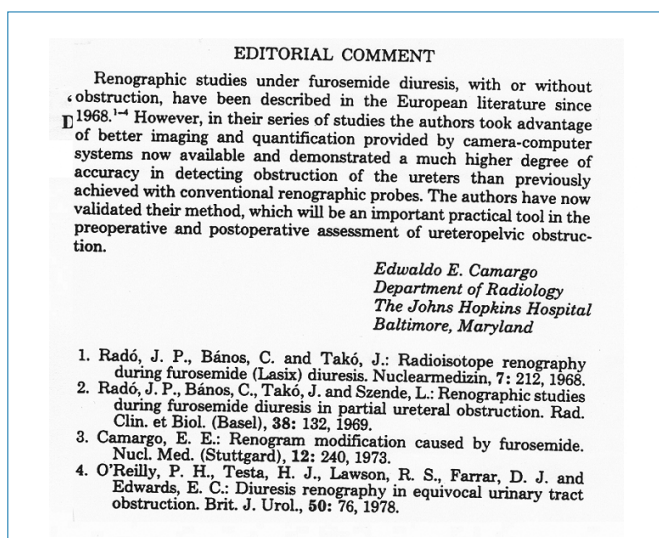 EDITORIAL COMMENT
Renographic studies under furosemide diuresis, with or without
obstruction, have been described in the European literature since
D 1968.¹⁻⁴ However, in their series of studies the authors took advantage
of better imaging and quantification provided by camera-computer
systems now available and demonstrated a much higher degree of
accuracy in detecting obstruction of the ureters than previously
achieved with conventional renographic probes. The authors have now
validated their method, which will be an important practical tool in the
preoperative and postoperative assessment of ureteropelvic obstruc-
tion.
Edwaldo E. Camargo
Department of Radiology
The Johns Hopkins Hospital
Baltimore, Maryland
1. Radó, J. P., Bános, C. and Takó, J.: Radioisotope renography
during furosemide (Lasix) diuresis. Nuclearmedizin, 7: 212, 1968.
2. Radó, J. P., Bános, C., Takó, J. and Szende, L.: Renographic studies
during furosemide diuresis in partial ureteral obstruction. Rad.
Clin. et Biol. (Basel), 38: 132, 1969.
3. Camargo, E. E.: Renogram modification caused by furosemide.
Nucl. Med. (Stuttgard), 12: 240, 1973.
4. O'Reilly, P. H., Testa, H. J., Lawson, R. S., Farrar, D. J. and
Edwards, E. C.: Diuresis renography in equivocal urinary tract
obstruction. Brit. J. Urol., 50: 76, 1978.